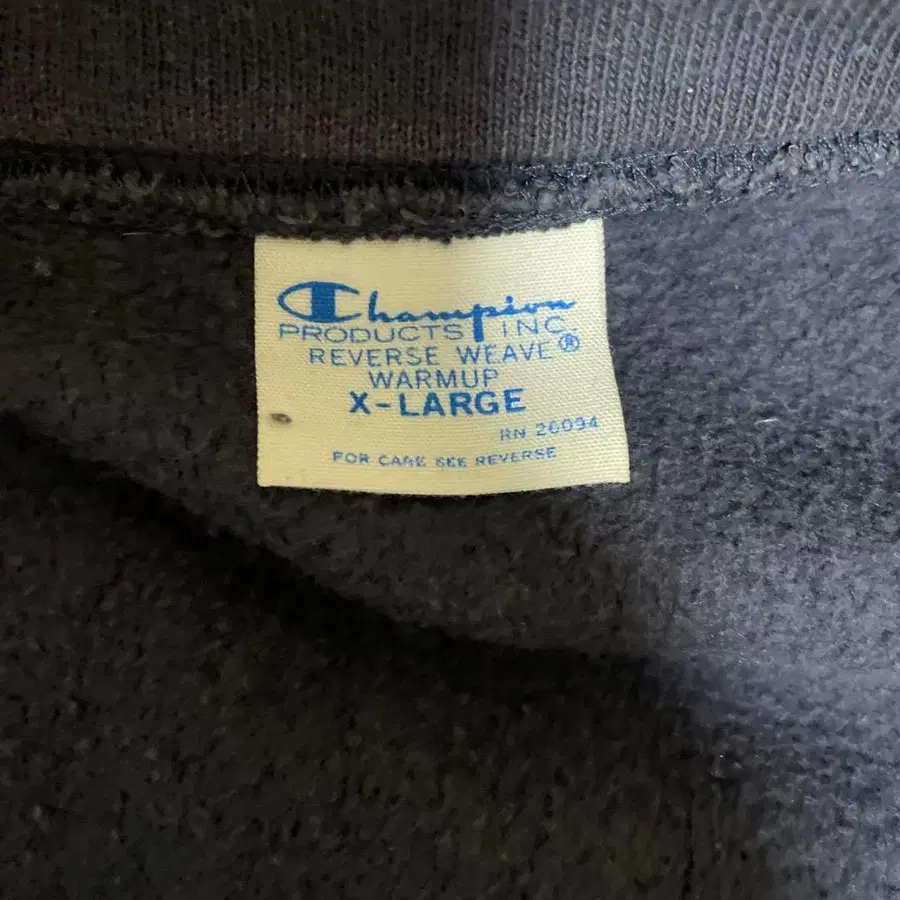 Champion
PRODUCTS INC.
REVERSE WEAVE®
WARMUP
X-LARGE
RN 26094
FOR CARE SEE REVERSE